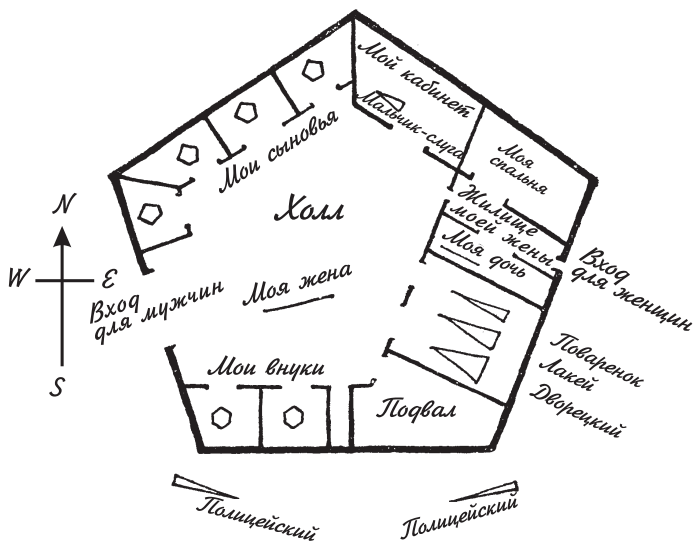 Мой кабинет
Мальчик-слуга
Моя
спальня
Мои сыновья
Холл
N
W E
S
Жилище
моей жены
Моя дочь
Вход
для женщин
Вход
для мужчин
Моя жена
Мои внуки
Подвал
Поваренок
Лакей
Дворецкий
Полицейский
Полицейский